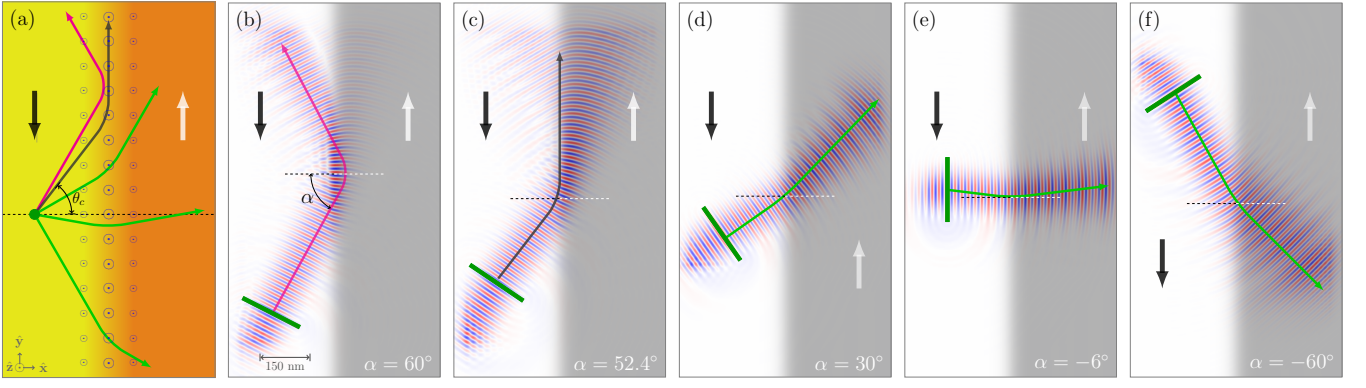 (a)
θc
ŷ
ẑ
x̂
(b)
α
150 nm
α = 60°
(c)
α = 52.4°
(d)
α = 30°
(e)
α = −6°
(f)
α = −60°